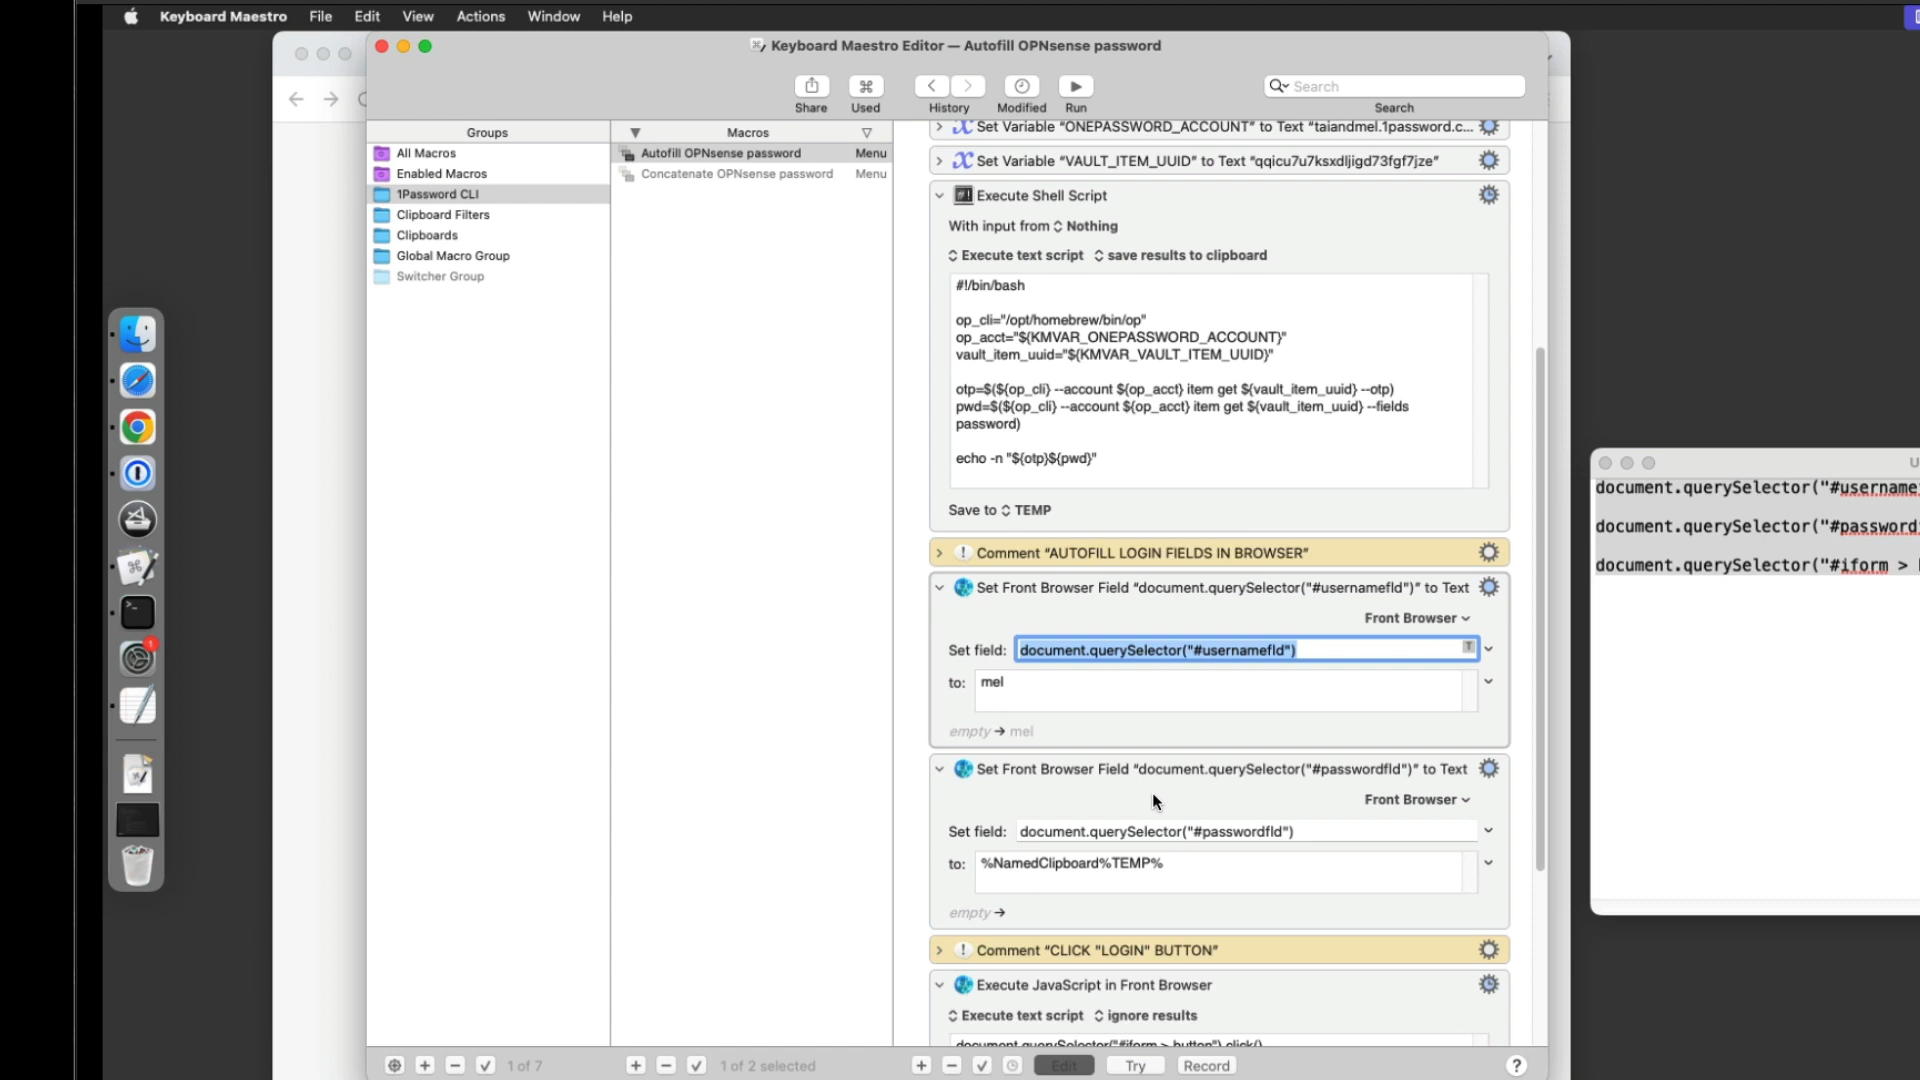 Keyboard Maestro File Edit View Actions Window Help
Keyboard Maestro Editor — Autofill OPNsense password
Share Used History Modified Run Search
Search
Groups
All Macros
Enabled Macros
1Password CLI
Clipboard Filters
Clipboards
Global Macro Group
Switcher Group
Macros
Autofill OPNsense password Menu
Concatenate OPNsense password Menu
Set Variable “ONEPASSWORD_ACCOUNT” to Text “taiandmel.1password.c...
Set Variable “VAULT_ITEM_UUID” to Text “qqicu7u7ksxdljigd73fgf7jze”
Execute Shell Script
With input from Nothing
Execute text script save results to clipboard
#!/bin/bash
op_cli="/opt/homebrew/bin/op"
op_acct="${KMVAR_ONEPASSWORD_ACCOUNT}"
vault_item_uuid="${KMVAR_VAULT_ITEM_UUID}"
otp=$(${op_cli} --account ${op_acct} item get ${vault_item_uuid} --otp)
pwd=$(${op_cli} --account ${op_acct} item get ${vault_item_uuid} --fields
password)
echo -n "${otp}${pwd}"
Save to TEMP
Comment “AUTOFILL LOGIN FIELDS IN BROWSER”
Set Front Browser Field “document.querySelector("#usernamefld")” to Text
Front Browser
Set field: document.querySelector("#usernamefld")
to: mel
empty → mel
Set Front Browser Field “document.querySelector("#passwordfld")” to Text
Front Browser
Set field: document.querySelector("#passwordfld")
to: %NamedClipboard%TEMP%
empty →
Comment “CLICK "LOGIN" BUTTON”
Execute JavaScript in Front Browser
Execute text script ignore results
document.querySelector("#iform > button").click()
1 of 7
1 of 2 selected
Edit Try Record ?
document.querySelector("#username
document.querySelector("#password
document.querySelector("#iform >
1